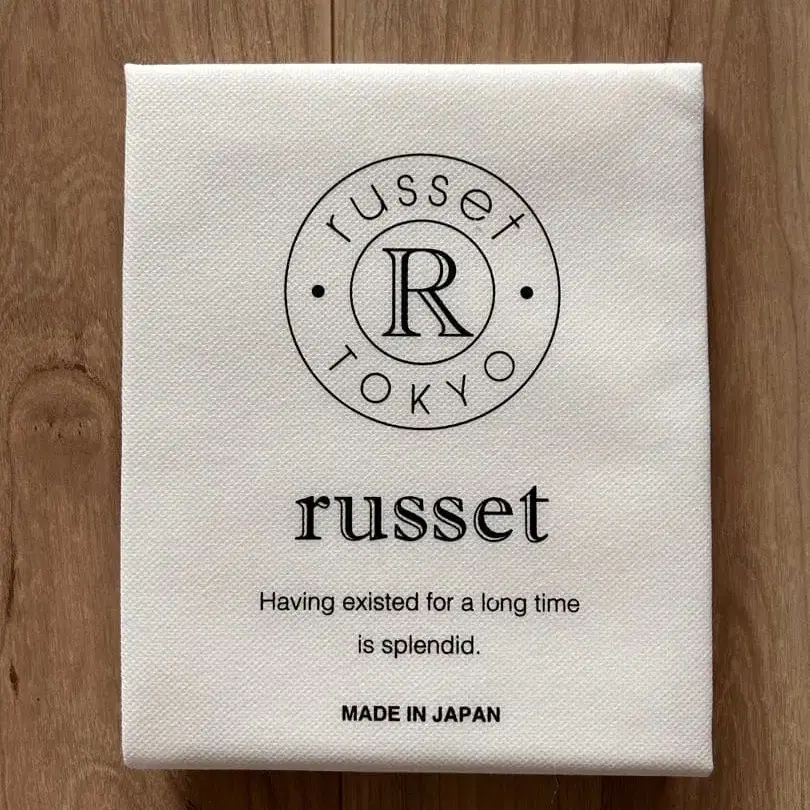 russet
R
TOKYO
russet
Having existed for a long time
is splendid.
MADE IN JAPAN